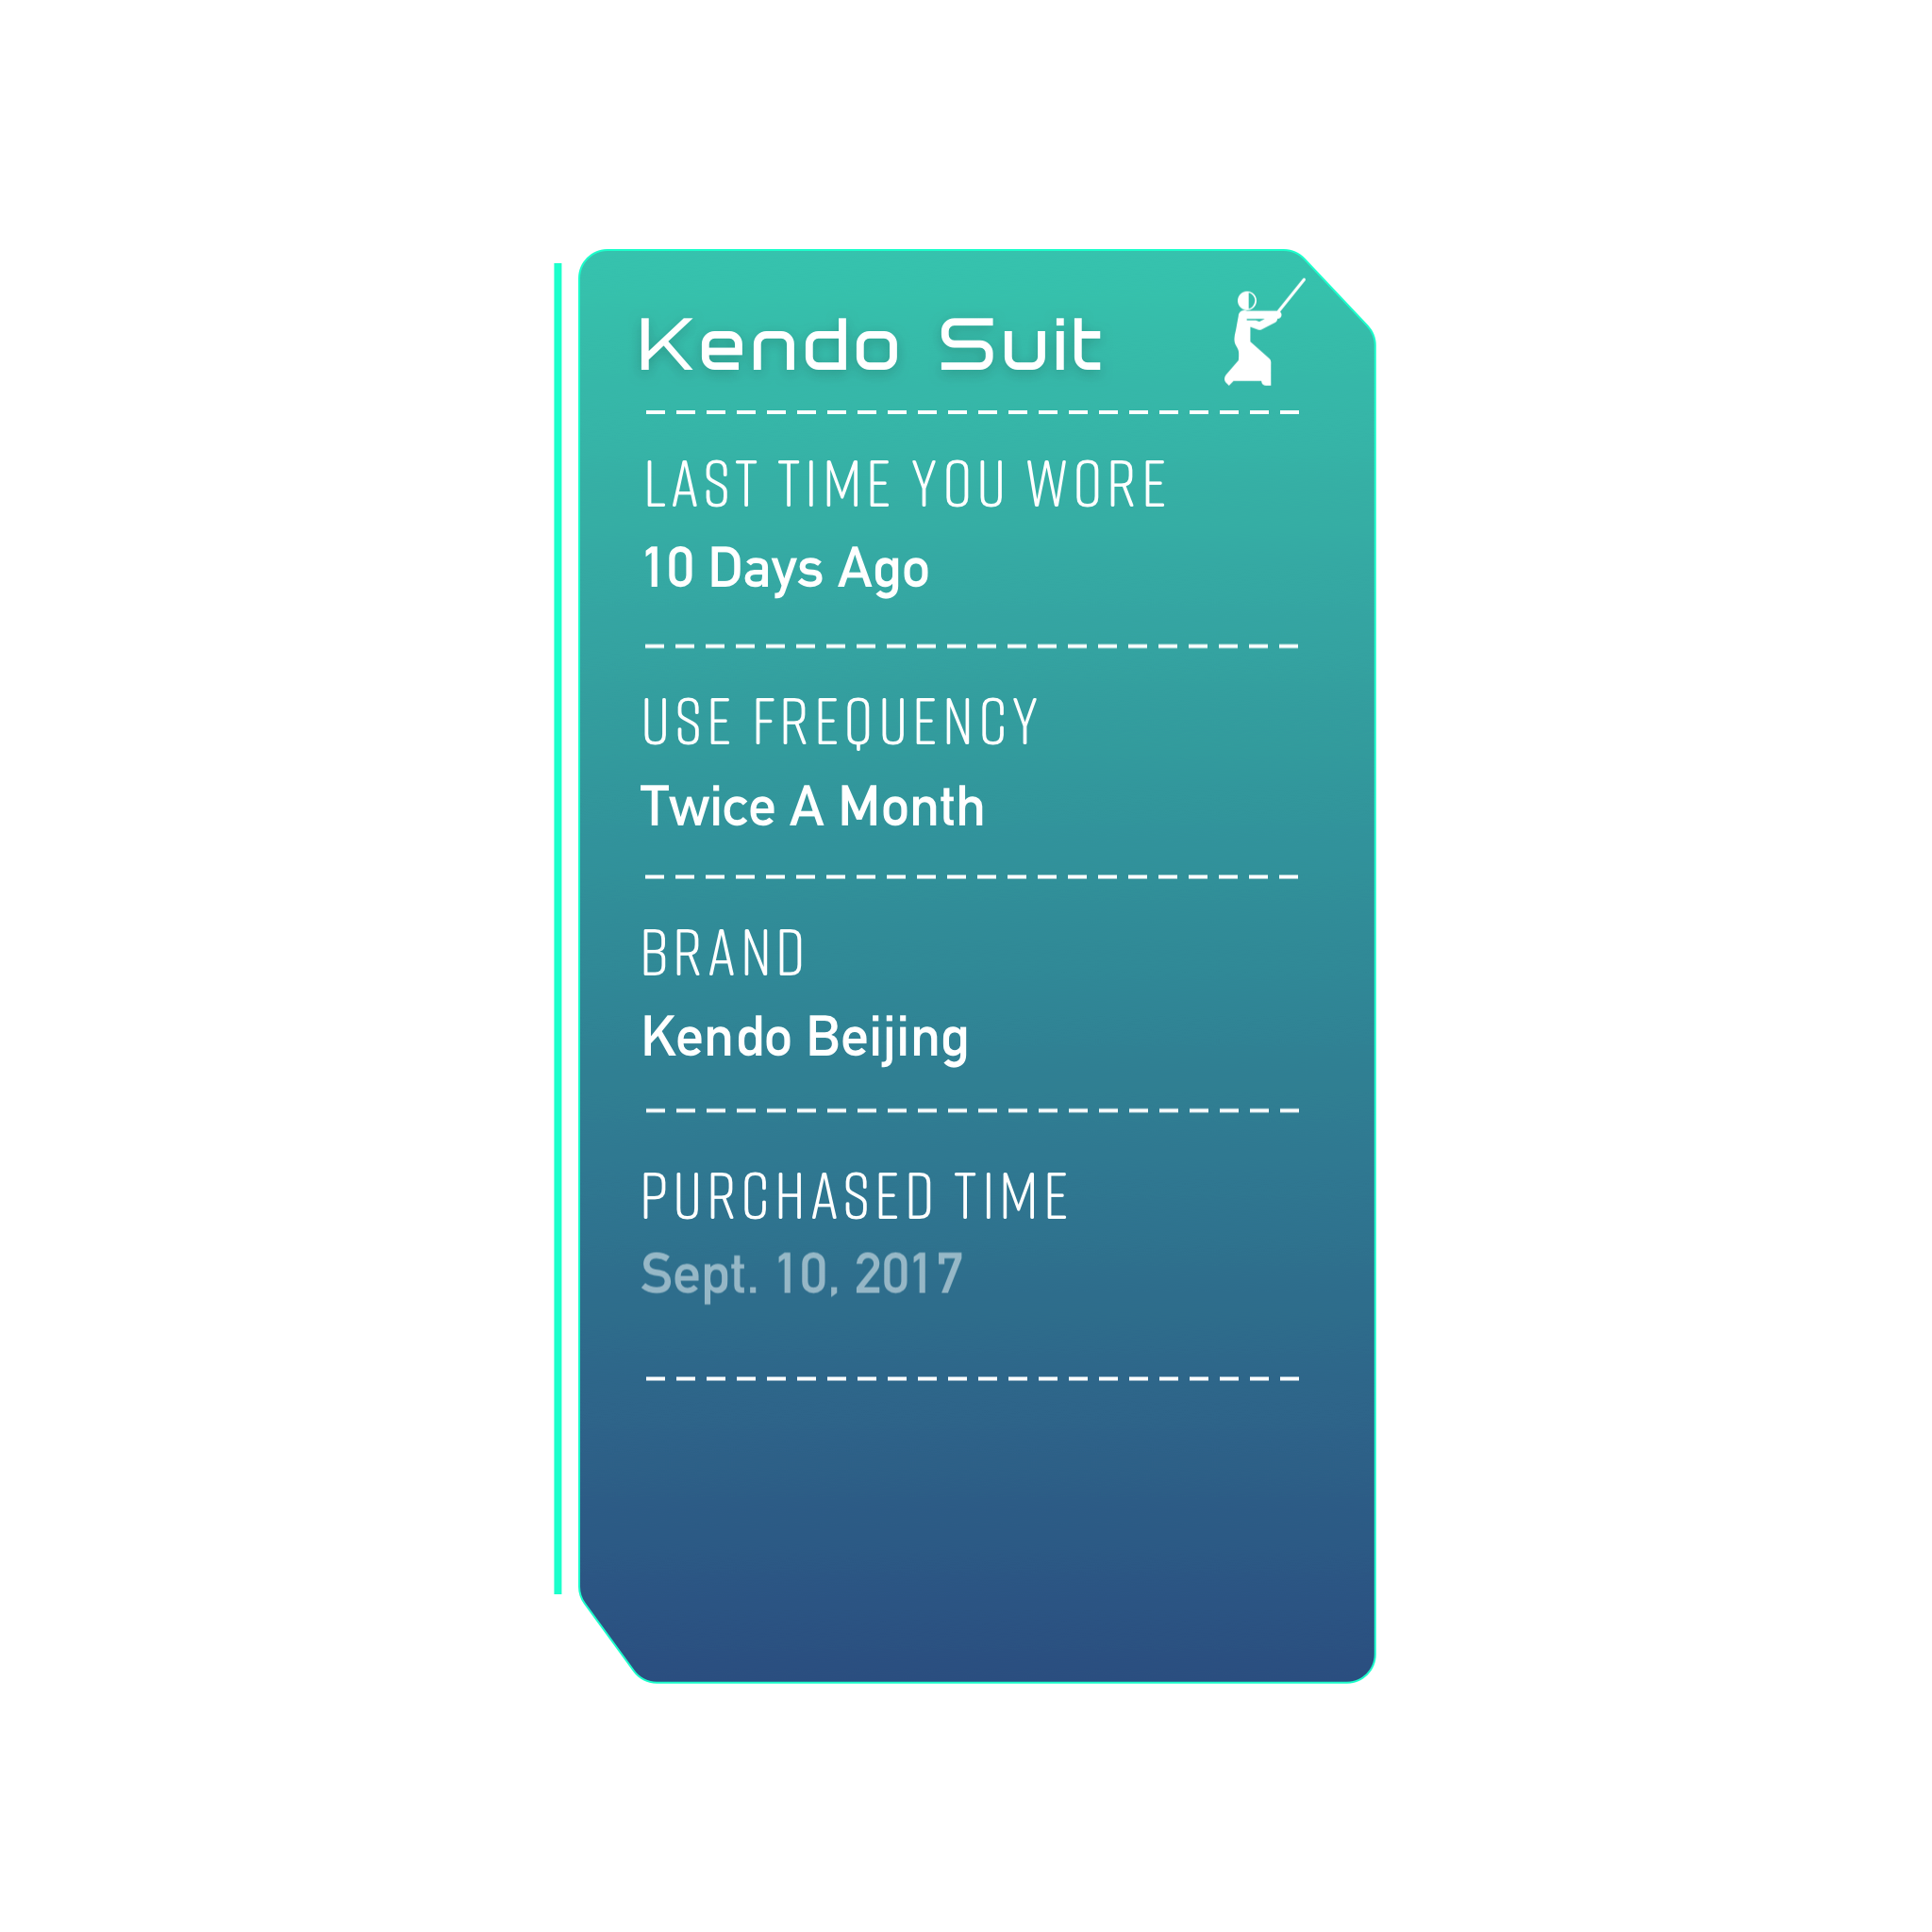 Kendo Suit
LAST TIME YOU WORE
10 Days Ago
USE FREQUENCY
Twice A Month
BRAND
Kendo Beijing
PURCHASED TIME
Sept. 10, 2017